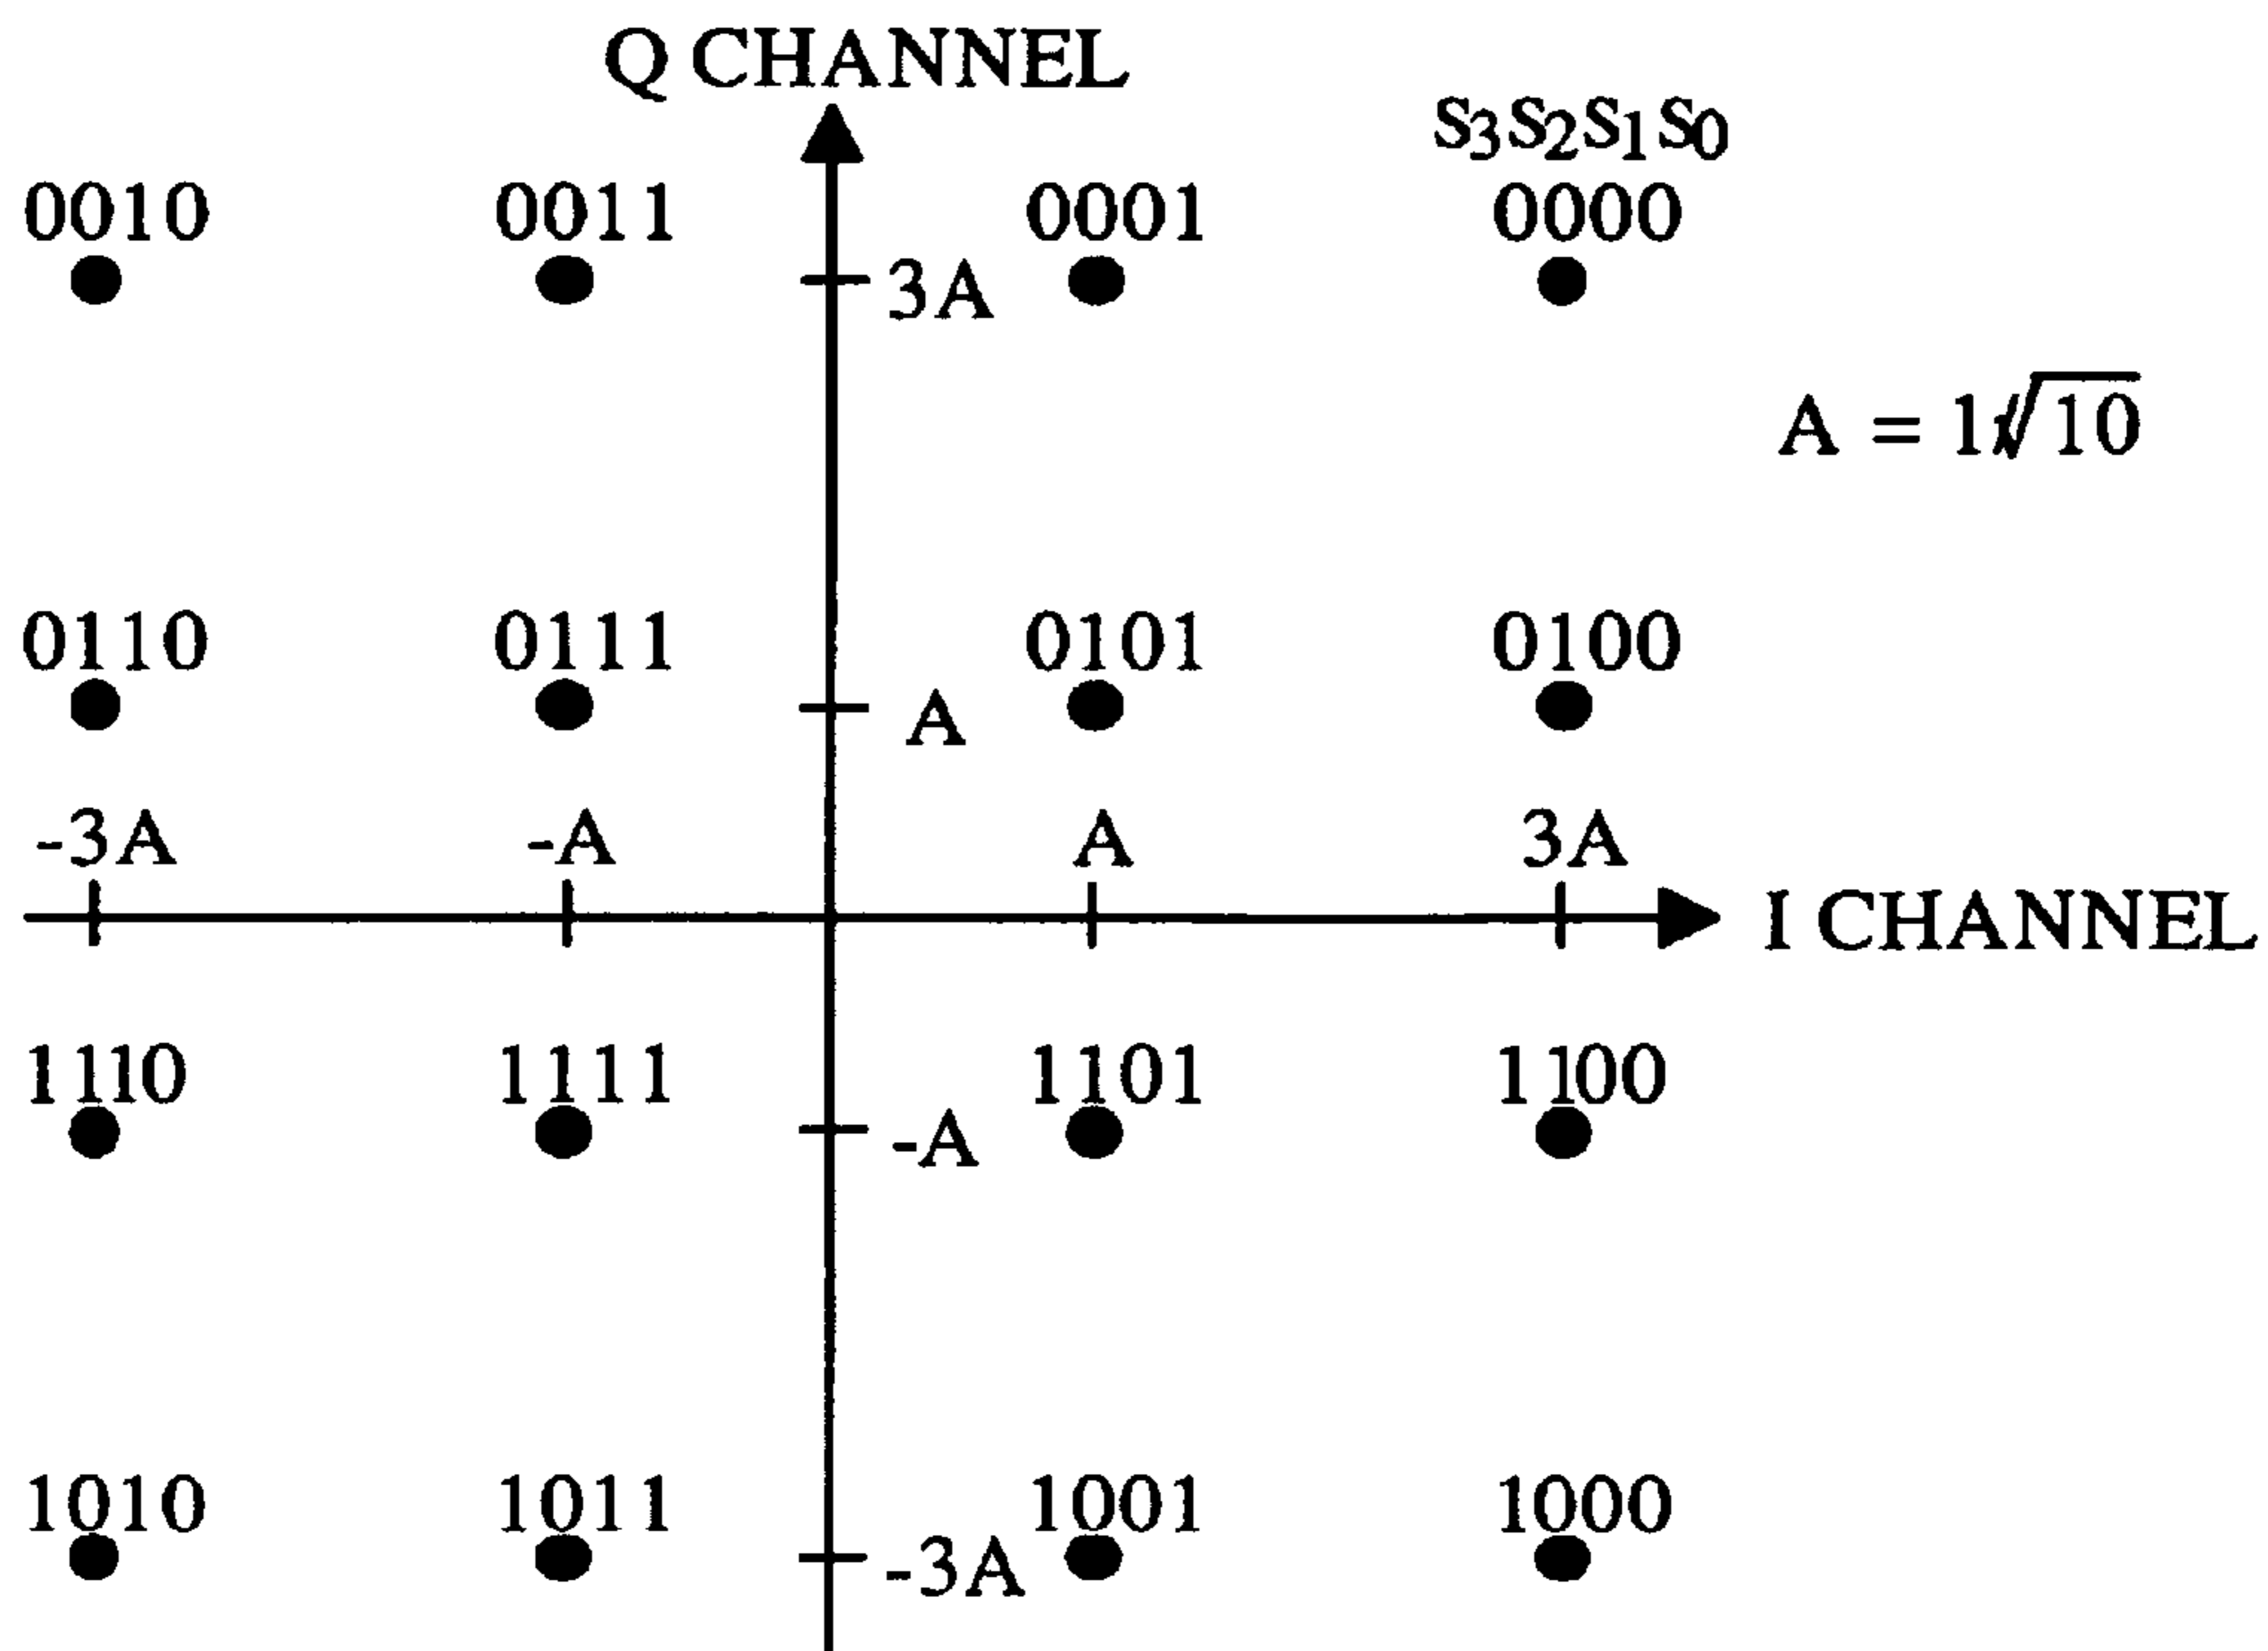 Q CHANNEL
S3S2S1S0
0010 0011 0001 0000
3A
A = 1/√10
0110 0111 0101 0100
A
-3A -A A 3A
I CHANNEL
1110 1111 1101 1100
-A
1010 1011 1001 1000
-3A